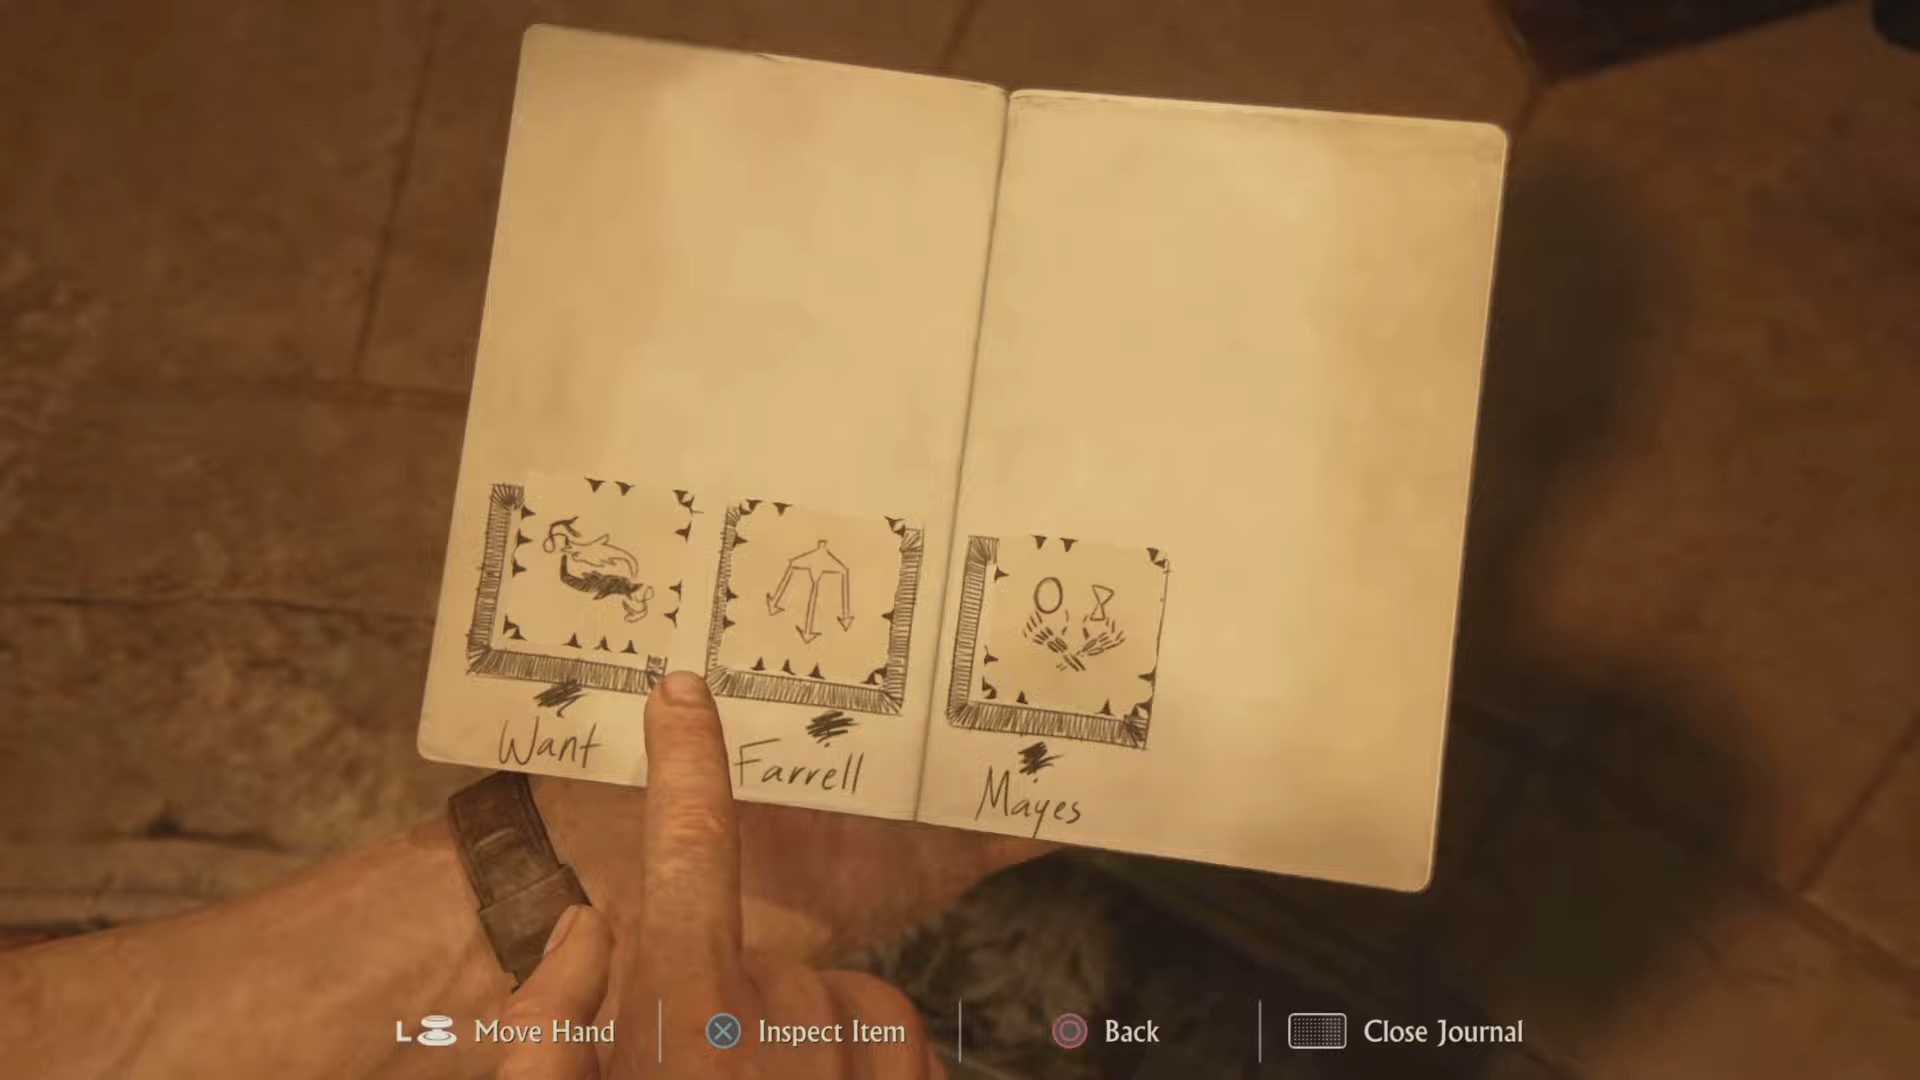 Want
Farrell
Mayes
L Move Hand
Inspect Item
Back
Close Journal